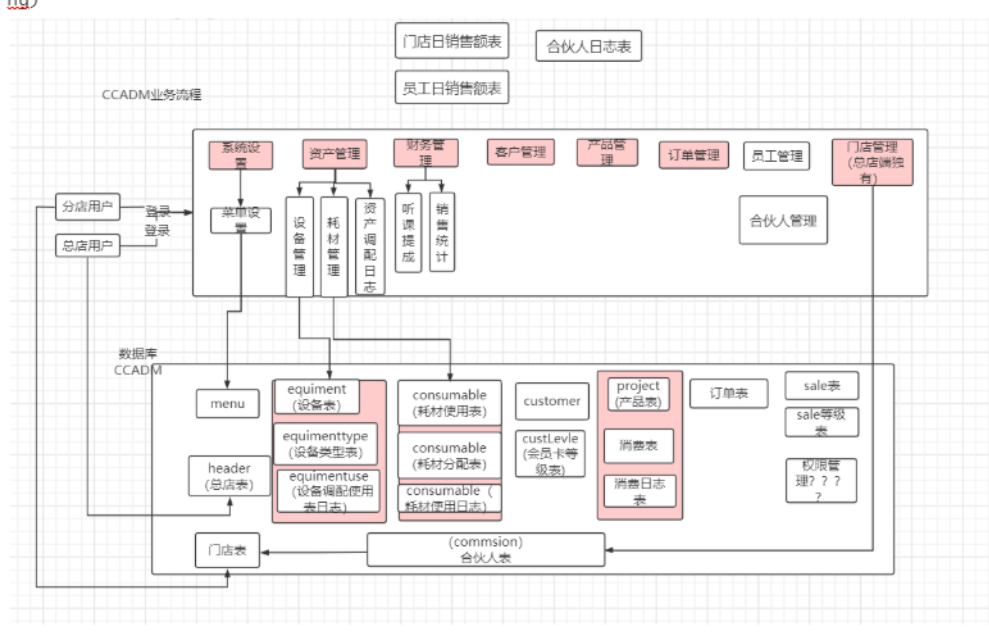 ng)
门店日销售额表
合伙人日志表
员工日销售额表
CCADM业务流程
系统设
置
资产管理
财务管
理
客户管理
产品管
理
订单管理
员工管理
门店管理
(总店端独
有)
分店用户
登录
总店用户
登录
菜单设
置
设
备
管
理
耗
材
管
理
资
产
调
配
日
志
听
课
提
成
销
售
统
计
合伙人管理
数据库
CCADM
menu
header
(总店表)
equiment
(设备表)
equimenttype
(设备类型表)
equimentuse
(设备调配使用
表日志)
consumable
(耗材使用表)
consumable
(耗材分配表)
consumable (
耗材使用日志)
customer
custLevle
(会员卡等
级表)
project
(产品表)
消费表
消费日志
表
订单表
sale表
sale等级
表
权限管
理？？？
？
门店表
(commsion)
合伙人表